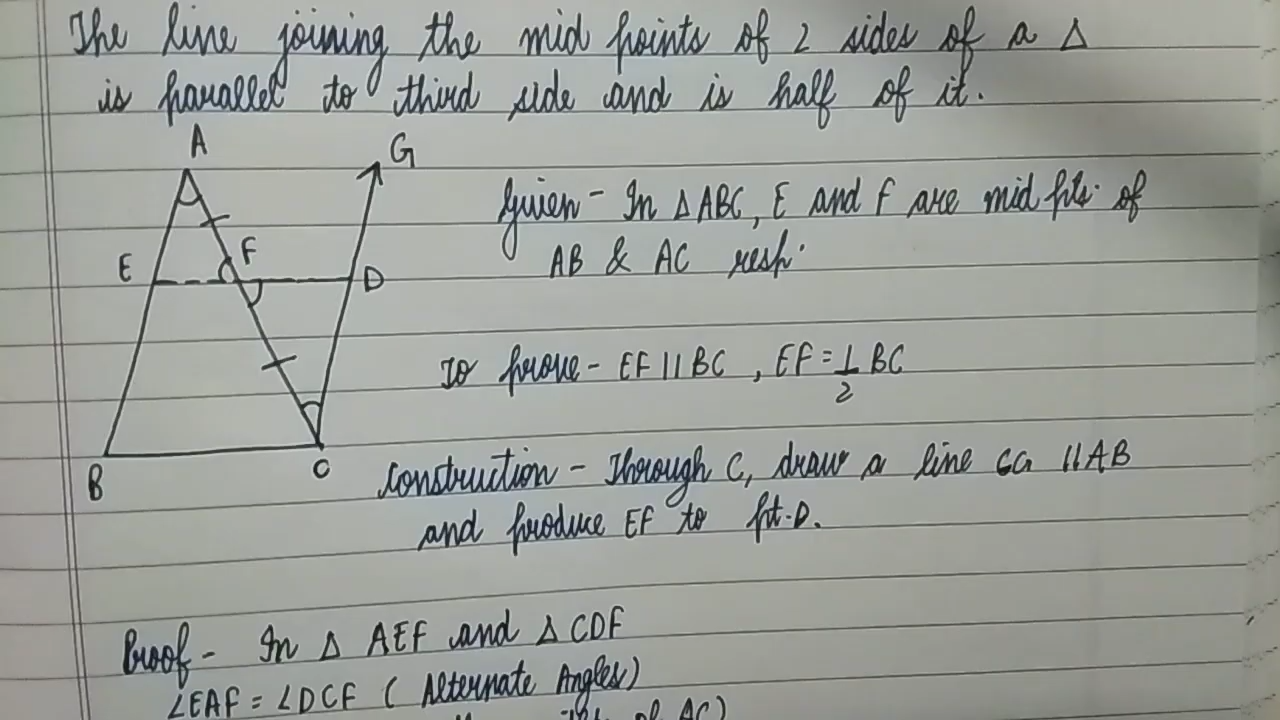 The line joining the mid points of 2 sides of a Δ
is parallel to third side and is half of it.
A
G
Given - In ΔABC, E and F are mid pts. of
AB & AC resp.
E
F
D
To prove - EF || BC , EF = 1/2 BC
B
C
Construction - Through C, draw a line CG || AB
and produce EF to pt. D.
Proof - In Δ AEF and Δ CDF
∠EAF = ∠DCF ( Alternate Angles)
of AC)